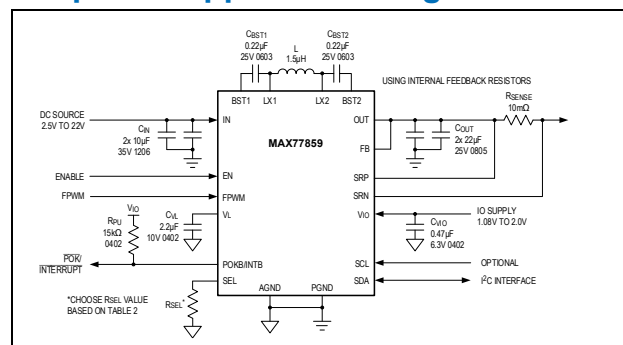 CBST1
0.22µF
25V 0603
L
1.5µH
CBST2
0.22µF
25V 0603
BST1
LX1
LX2
BST2
USING INTERNAL FEEDBACK RESISTORS
RSENSE
10mΩ
DC SOURCE
2.5V TO 22V
CIN
2x 10µF
35V 1206
IN
MAX77859
OUT
FB
COUT
2x 22µF
25V 0805
ENABLE
EN
SRP
FPWM
FPWM
SRN
VIO
RPU
15kΩ
0402
CVL
2.2µF
10V 0402
VL
VIO
IO SUPPLY
1.08V TO 2.0V
CVIO
0.47µF
6.3V 0402
POK/
INTERRUPT
POKB/INTB
SCL
OPTIONAL
SEL
SDA
I2C INTERFACE
*CHOOSE RSEL VALUE
BASED ON TABLE 2
RSEL*
AGND
PGND